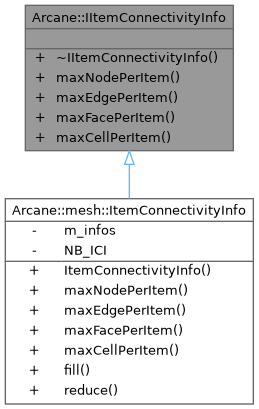 Arcane::IItemConnectivityInfo
+ ~IItemConnectivityInfo()
+ maxNodePerItem()
+ maxEdgePerItem()
+ maxFacePerItem()
+ maxCellPerItem()
Arcane::mesh::ItemConnectivityInfo
- m_infos
- NB_ICI
+ ItemConnectivityInfo()
+ maxNodePerItem()
+ maxEdgePerItem()
+ maxFacePerItem()
+ maxCellPerItem()
+ fill()
+ reduce()